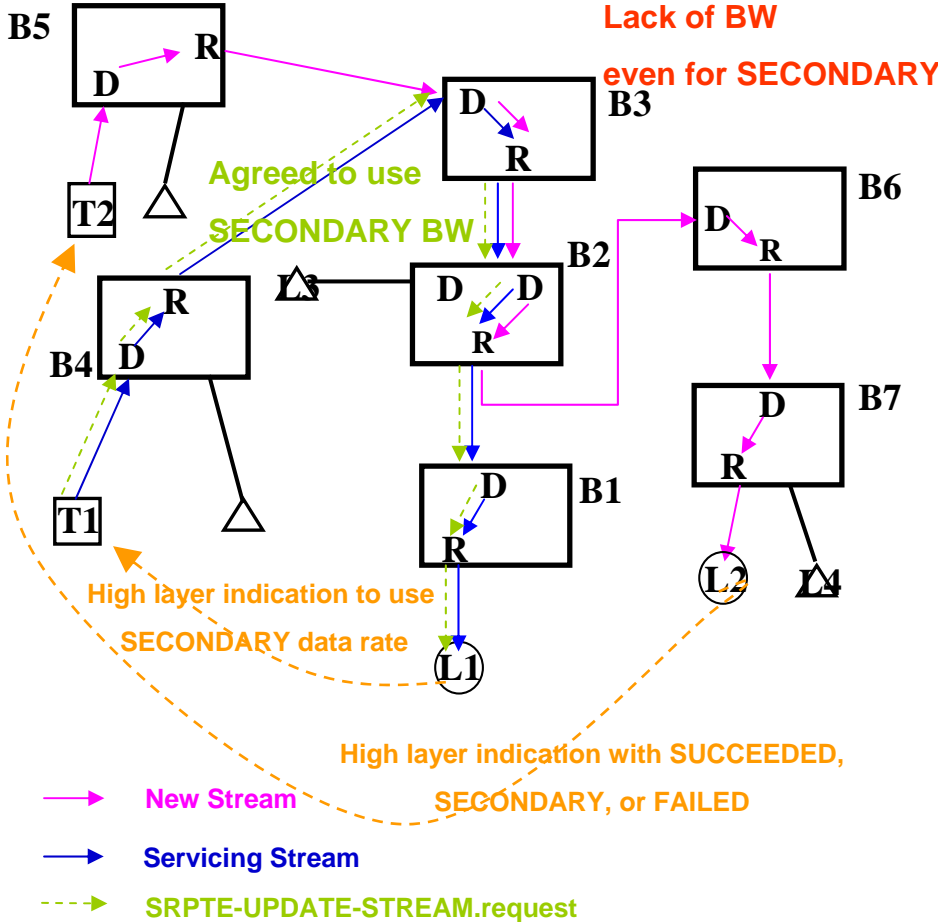 Lack of BW
even for SECONDARY
B5
R
D
D
B3
R
Agreed to use
SECONDARY BW
T2
B6
D
R
B2
L3
D
D
R
R
B4
D
B7
D
R
D
B1
R
T1
L2
L4
High layer indication to use
SECONDARY data rate
L1
High layer indication with SUCCEEDED,
SECONDARY, or FAILED
New Stream
Servicing Stream
SRPTE-UPDATE-STREAM.request